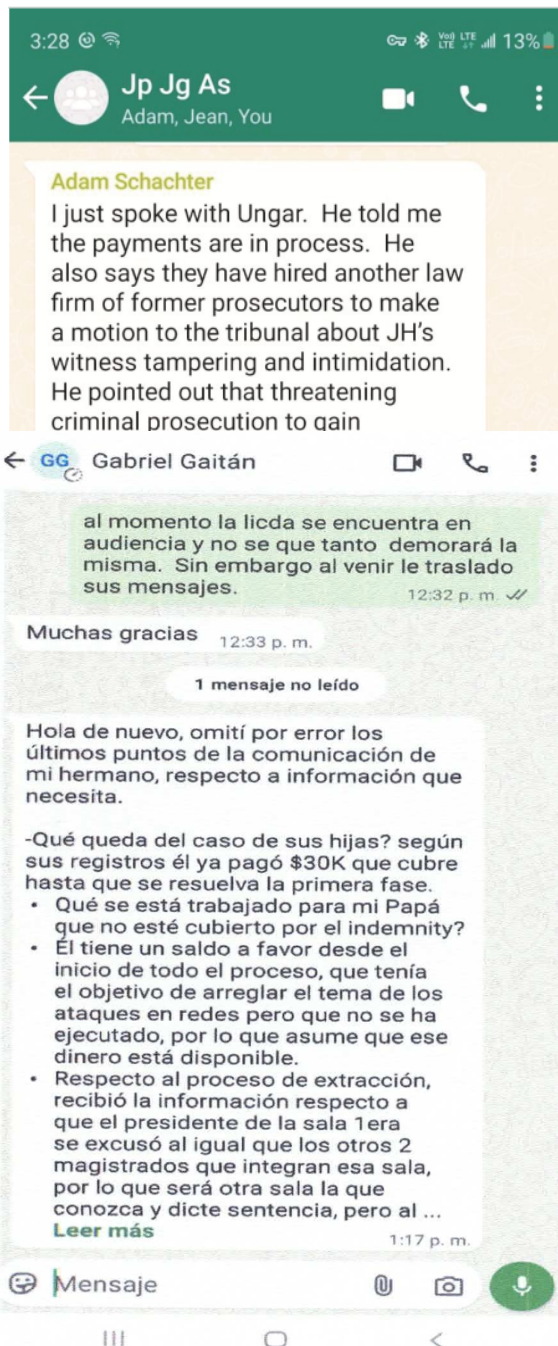 3:28
Vo) LTE LTE 13%
Jp Jg As
Adam, Jean, You
Adam Schachter
I just spoke with Ungar. He told me
the payments are in process. He
also says they have hired another law
firm of former prosecutors to make
a motion to the tribunal about JH's
witness tampering and intimidation.
He pointed out that threatening
criminal prosecution to gain
GG Gabriel Gaitán
al momento la licda se encuentra en
audiencia y no se que tanto demorará la
misma. Sin embargo al venir le traslado
sus mensajes.
12:32 p. m.
Muchas gracias 12:33 p. m.
1 mensaje no leído
Hola de nuevo, omití por error los
últimos puntos de la comunicación de
mi hermano, respecto a información que
necesita.
-Qué queda del caso de sus hijas? según
sus registros él ya pagó $30K que cubre
hasta que se resuelva la primera fase.
• Qué se está trabajado para mi Papá
que no esté cubierto por el indemnity?
• Él tiene un saldo a favor desde el
inicio de todo el proceso, que tenía
el objetivo de arreglar el tema de los
ataques en redes pero que no se ha
ejecutado, por lo que asume que ese
dinero está disponible.
• Respecto al proceso de extracción,
recibió la información respecto a
que el presidente de la sala 1era
se excusó al igual que los otros 2
magistrados que integran esa sala,
por lo que será otra sala la que
conozca y dicte sentencia, pero al ...
Leer más
1:17 p. m.
Mensaje